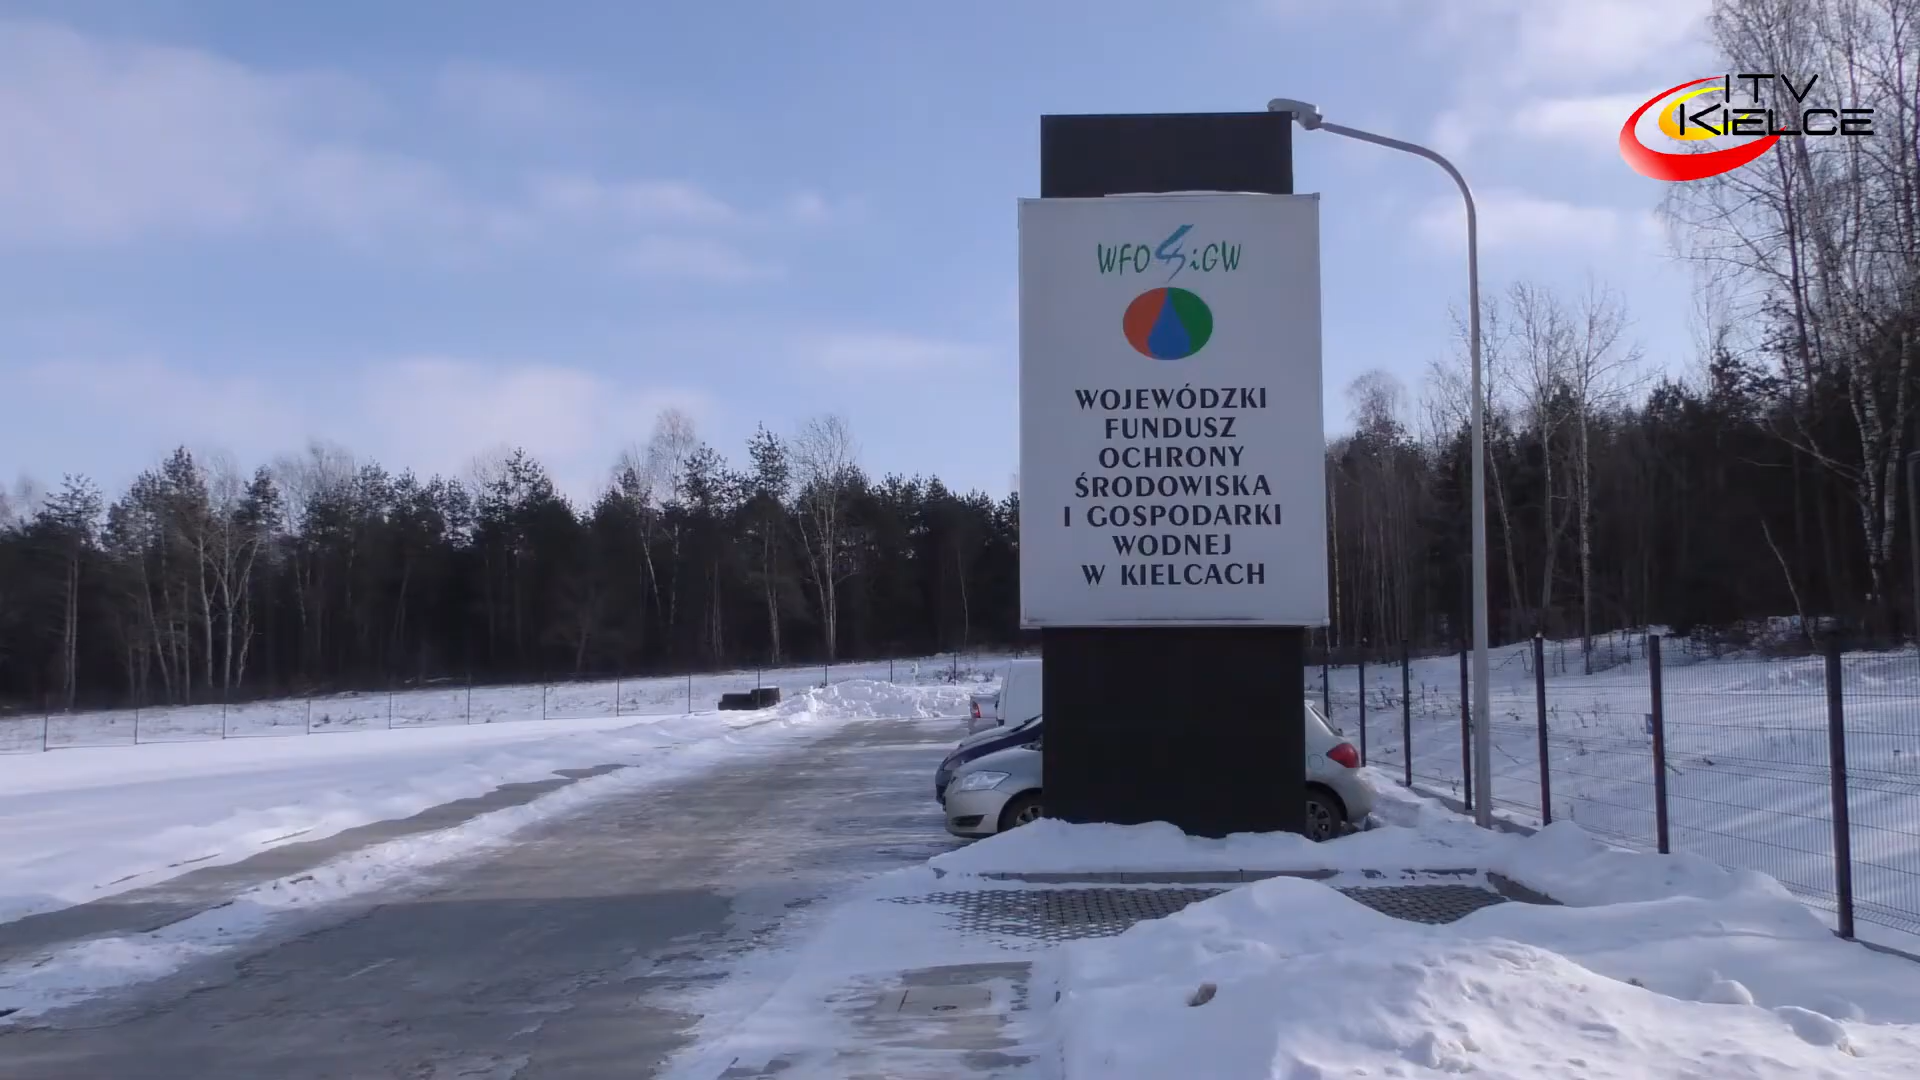 ITV
KIELCE
WFOŚiGW
WOJEWÓDZKI
FUNDUSZ
OCHRONY
ŚRODOWISKA
I GOSPODARKI
WODNEJ
W KIELCACH